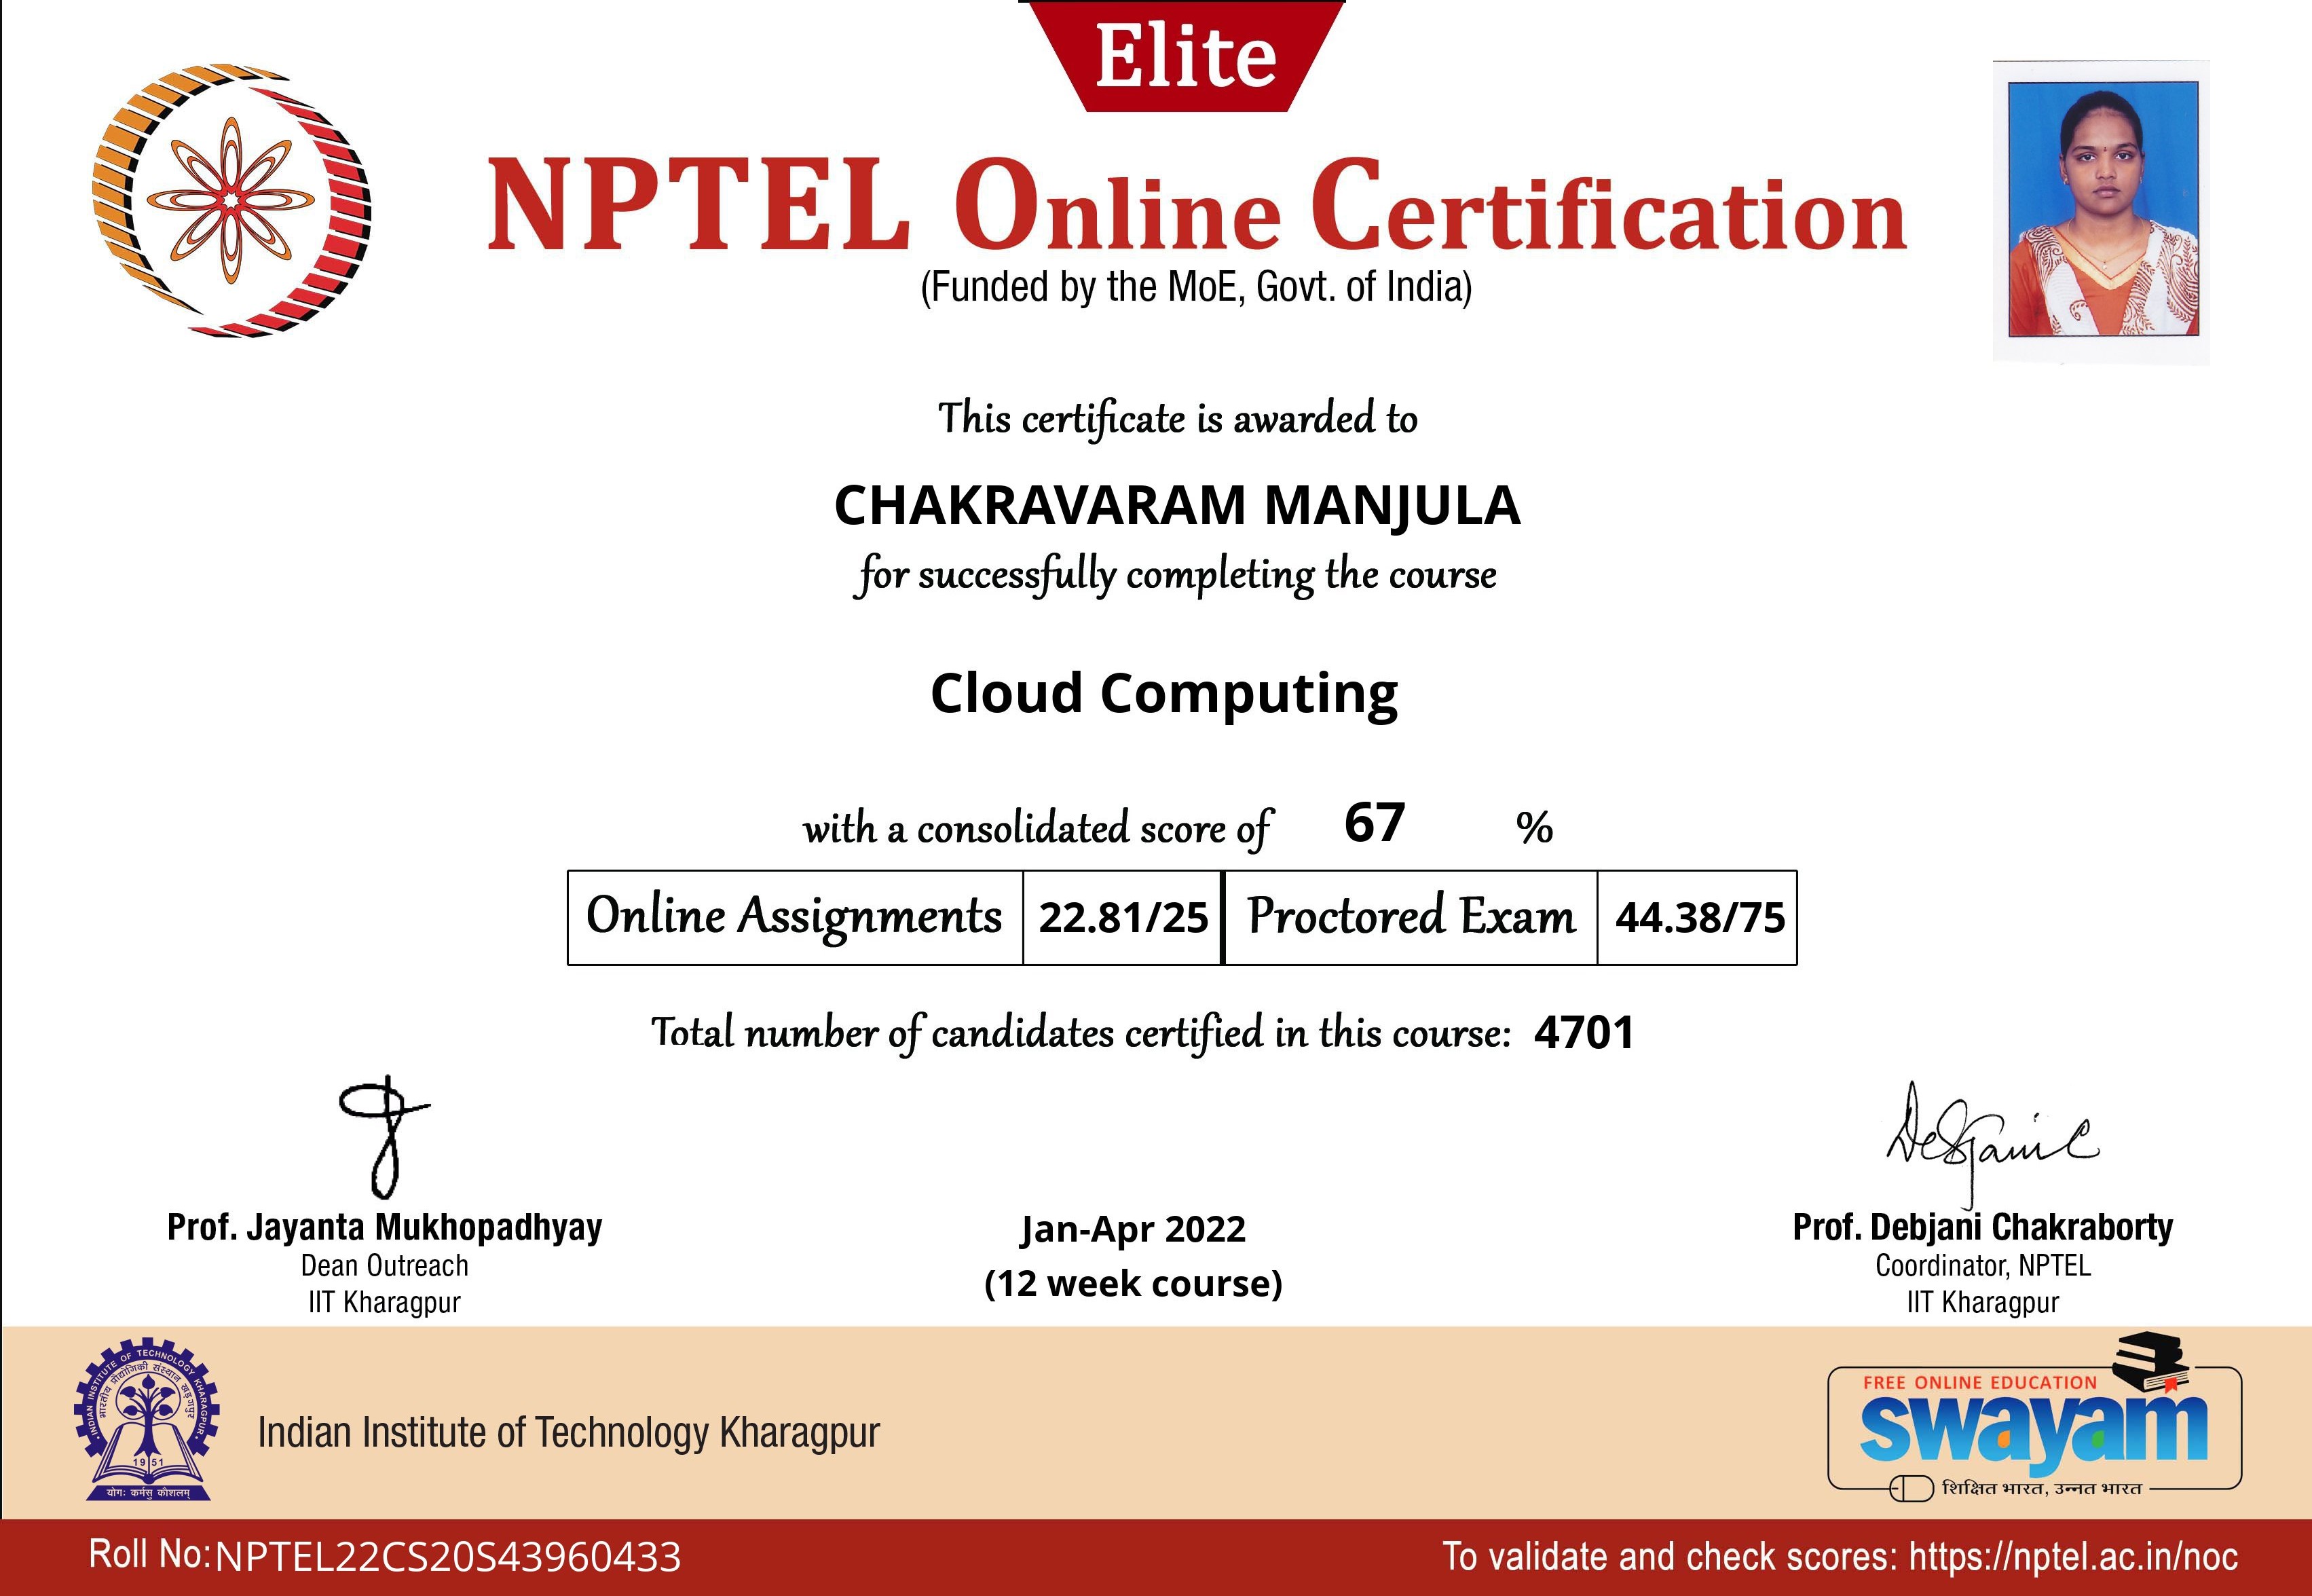 Elite
NPTEL Online Certification
(Funded by the MoE, Govt. of India)
This certificate is awarded to
CHAKRAVARAM MANJULA
for successfully completing the course
Cloud Computing
with a consolidated score of 67 %
Online Assignments 22.81/25 Proctored Exam 44.38/75
Total number of candidates certified in this course: 4701
Prof. Jayanta Mukhopadhyay
Dean Outreach
IIT Kharagpur
Jan-Apr 2022
(12 week course)
Prof. Debjani Chakraborty
Coordinator, NPTEL
IIT Kharagpur
INDIAN INSTITUTE OF TECHNOLOGY KHARAGPUR
भारतीय प्रौद्योगिकी संस्थान खड़गपुर
1951
योगः कर्मसु कौशलम्
Indian Institute of Technology Kharagpur
FREE ONLINE EDUCATION
swayam
शिक्षित भारत, उन्नत भारत
Roll No:NPTEL22CS20S43960433
To validate and check scores: https://nptel.ac.in/noc